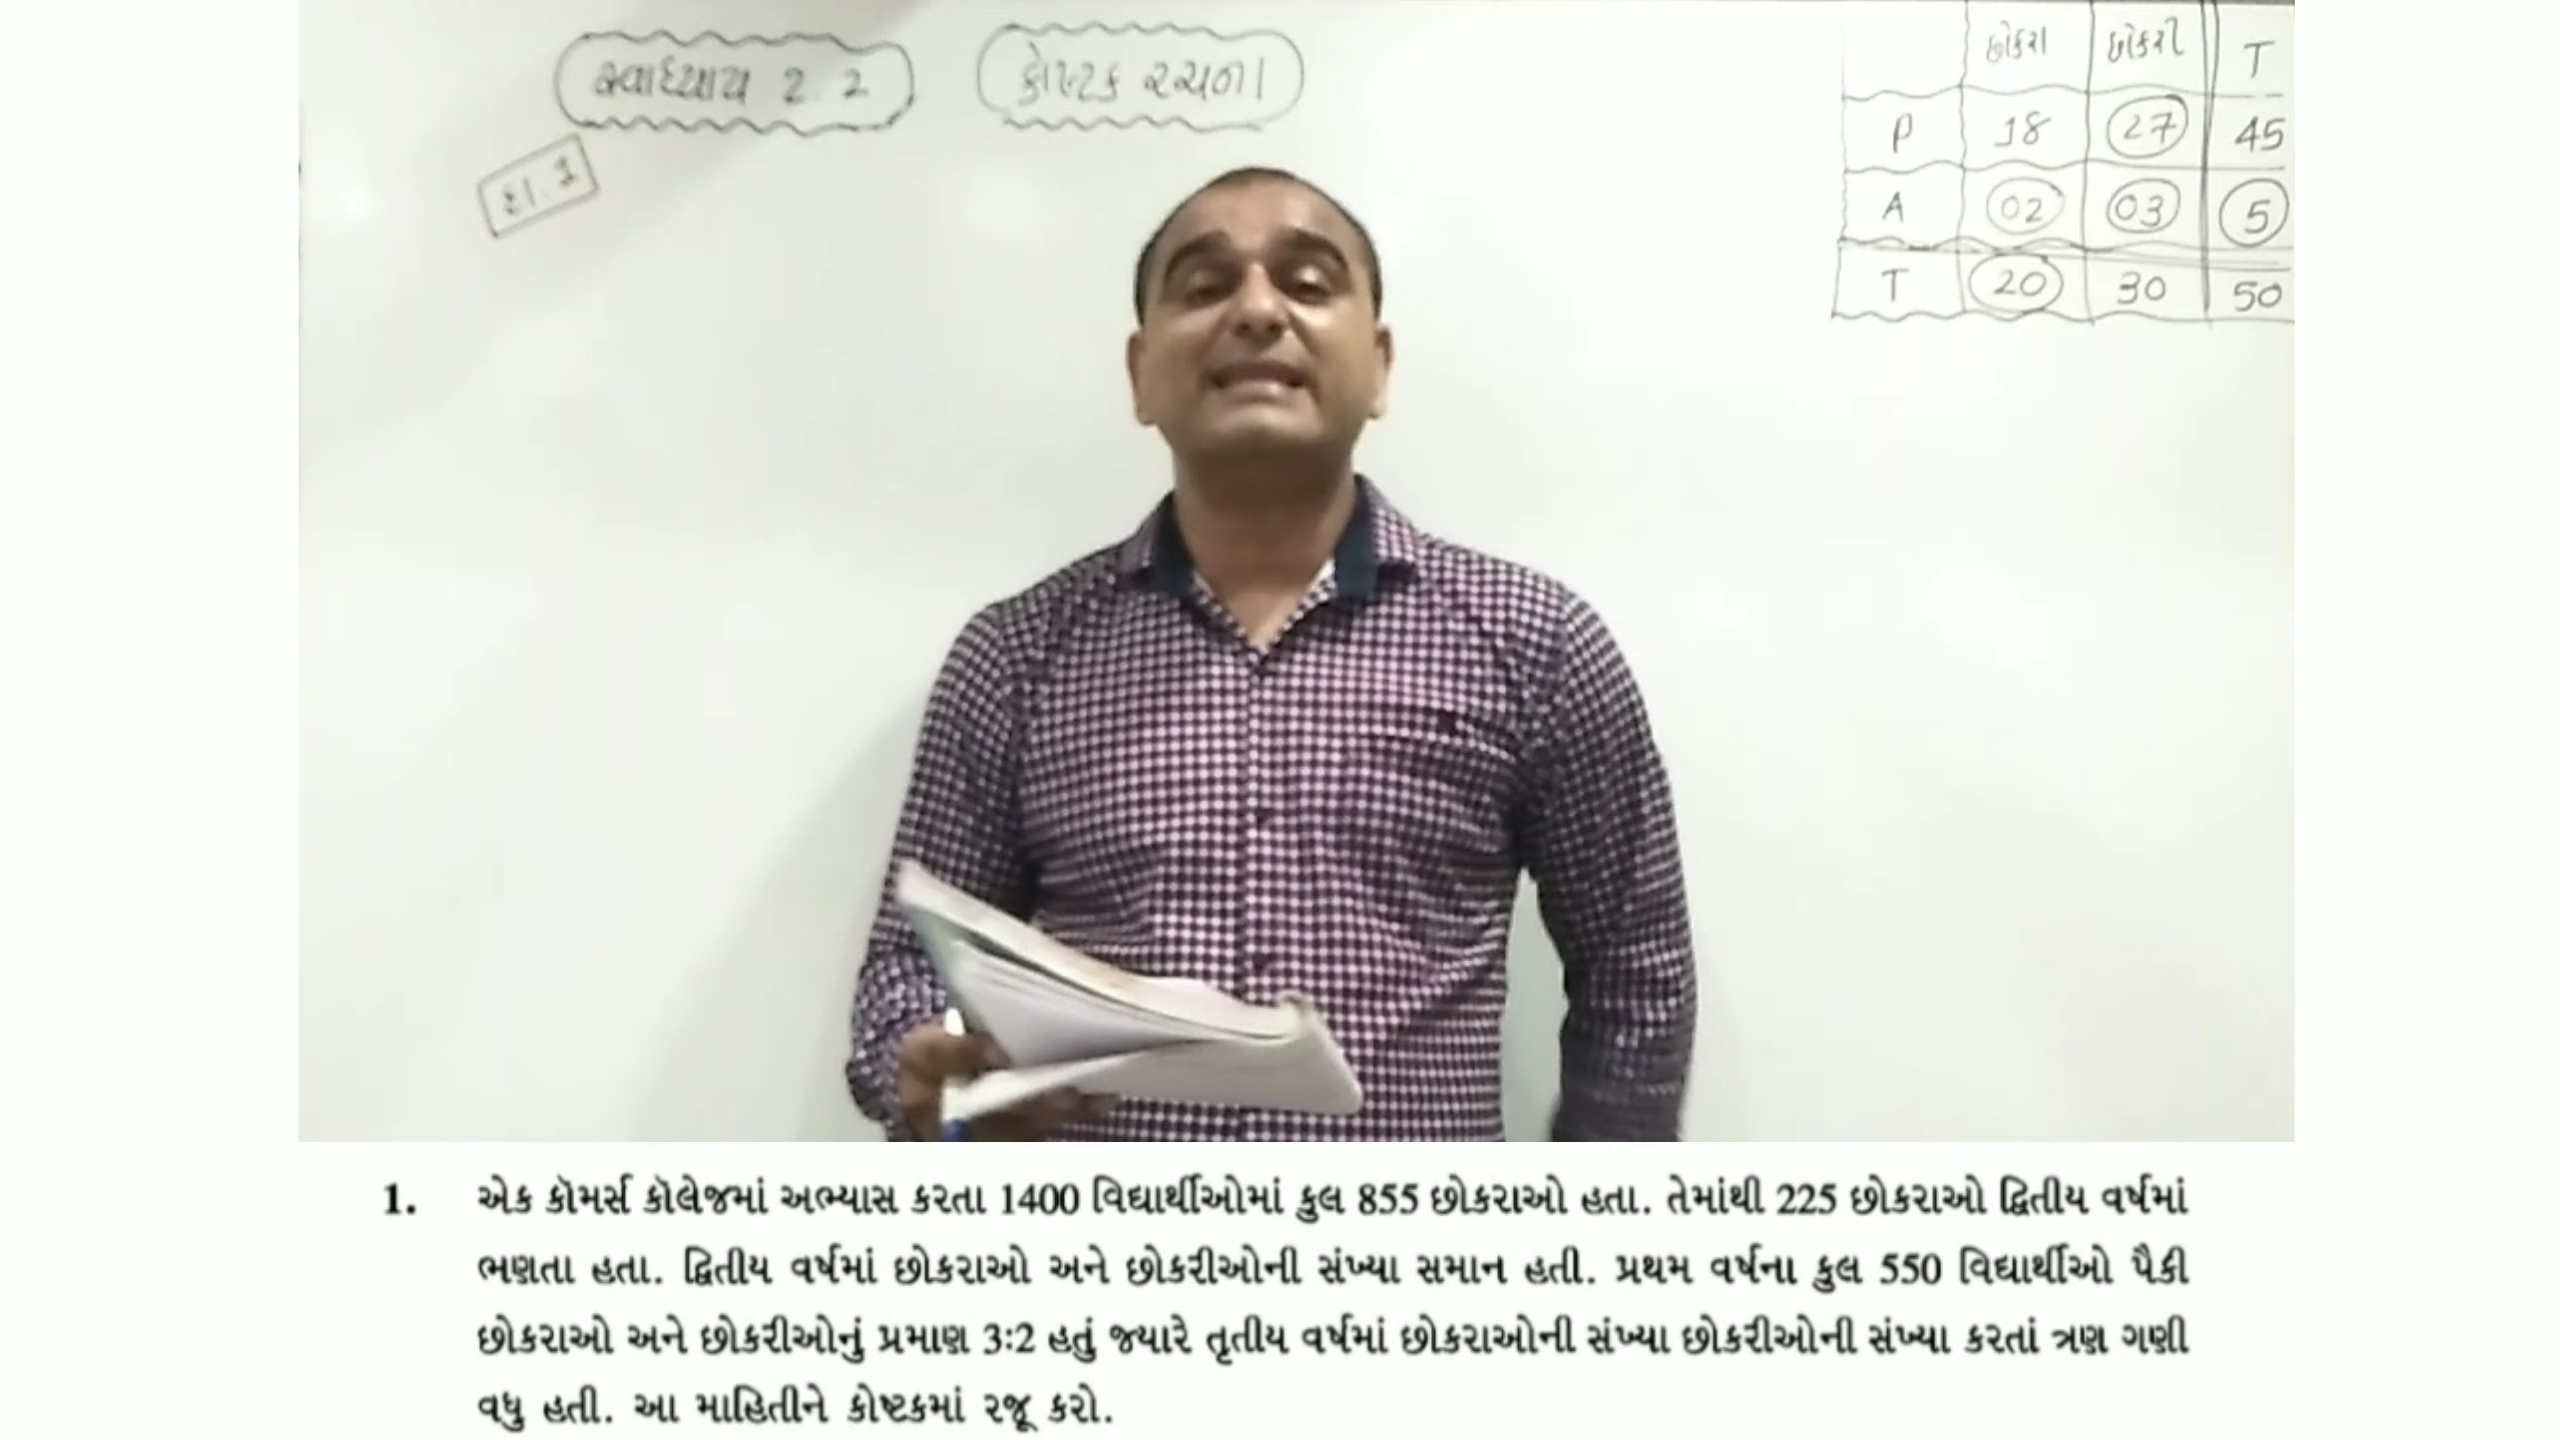 સ્વાધ્યાય 2.2
કોષ્ટક રચના
દા.1
છોકરા છોકરી T
P 18 27 45
A 02 03 5
T 20 30 50
1. એક કૉમર્સ કૉલેજમાં અભ્યાસ કરતા 1400 વિદ્યાર્થીઓમાં કુલ 855 છોકરાઓ હતા. તેમાંથી 225 છોકરાઓ દ્વિતીય વર્ષમાં
ભણતા હતા. દ્વિતીય વર્ષમાં છોકરાઓ અને છોકરીઓની સંખ્યા સમાન હતી. પ્રથમ વર્ષના કુલ 550 વિદ્યાર્થીઓ પૈકી
છોકરાઓ અને છોકરીઓનું પ્રમાણ 3:2 હતું જ્યારે તૃતીય વર્ષમાં છોકરાઓની સંખ્યા છોકરીઓની સંખ્યા કરતાં ત્રણ ગણી
વધુ હતી. આ માહિતીને કોષ્ટકમાં રજૂ કરો.